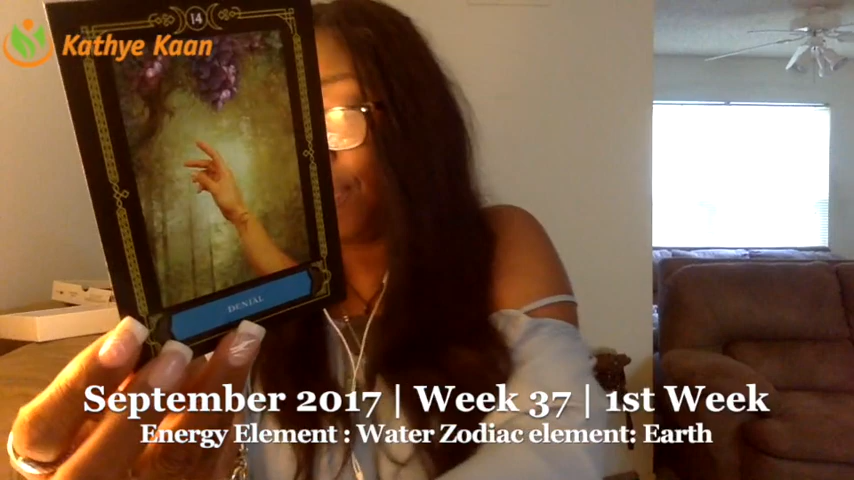 14
Kathye Kaan
DENIAL
September 2017 | Week 37 | 1st Week
Energy Element : Water Zodiac element: Earth